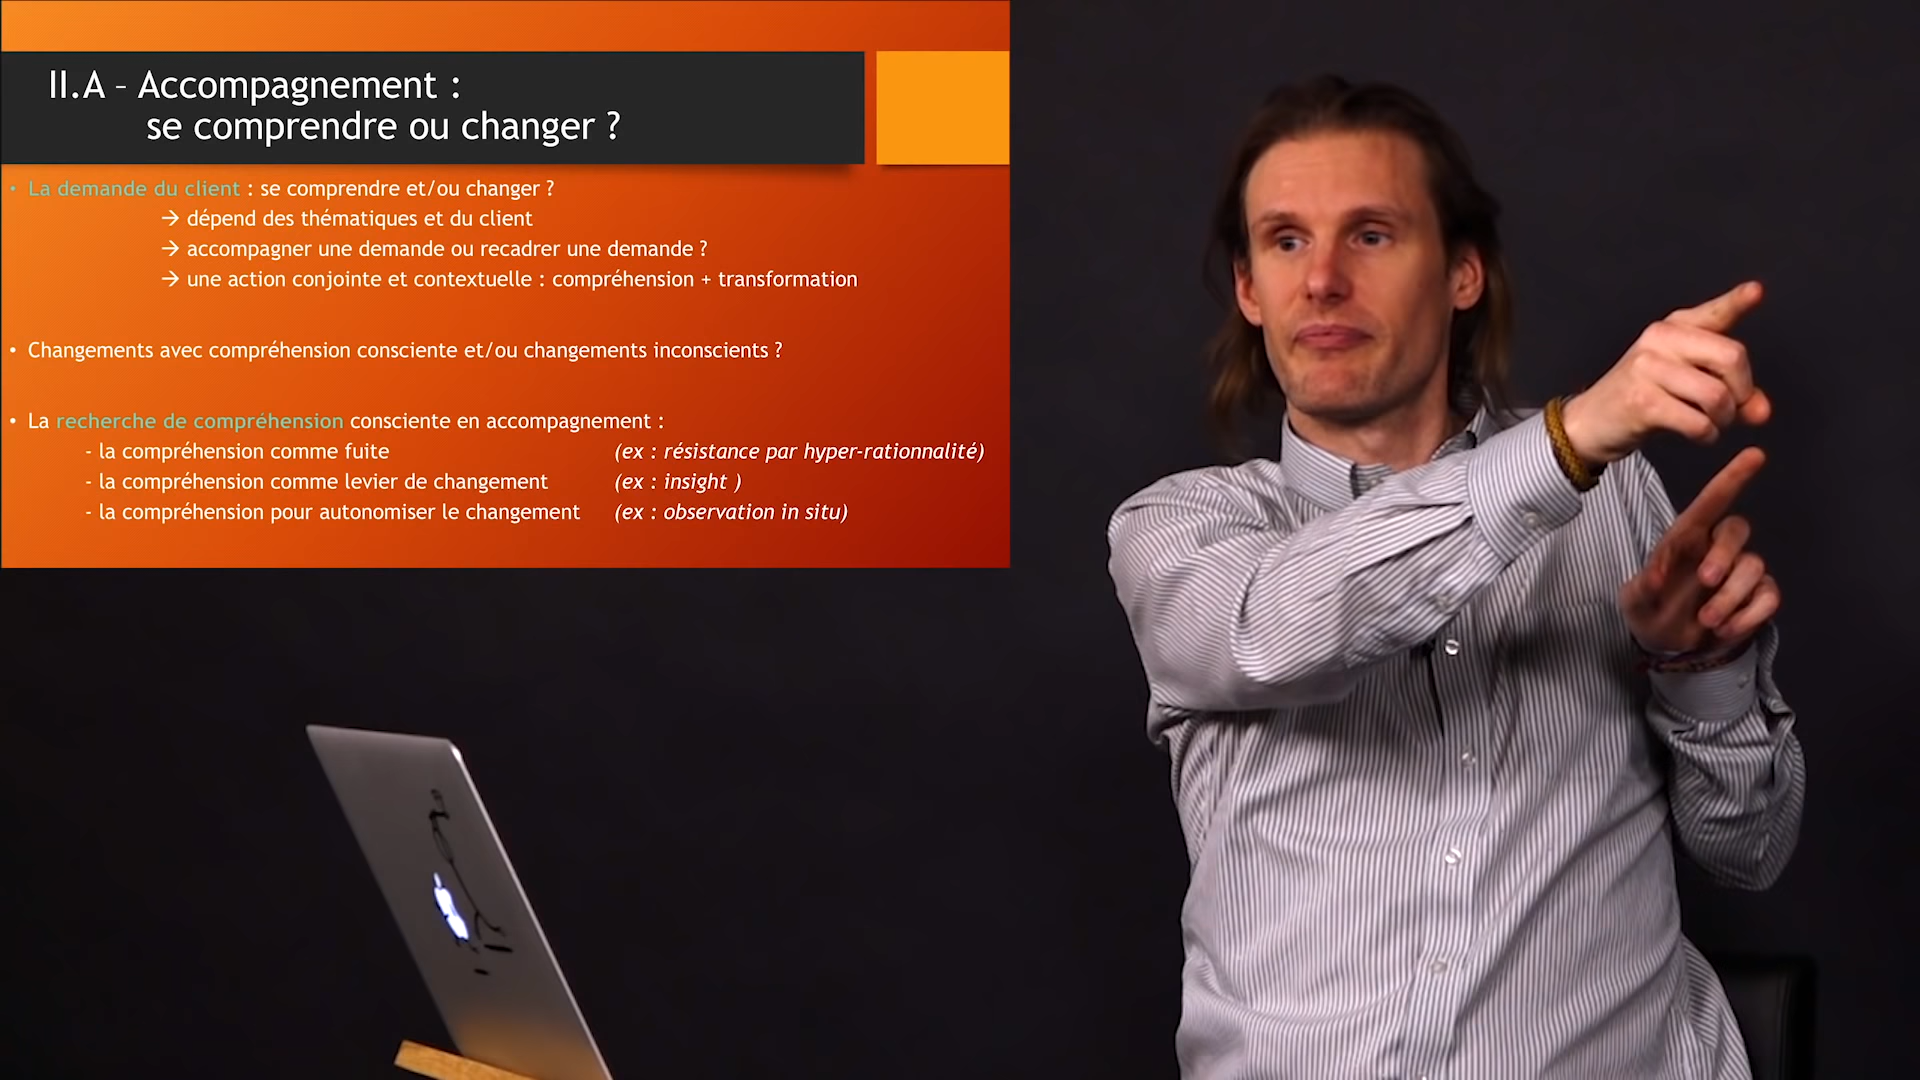 II.A – Accompagnement :
se comprendre ou changer ?
• La demande du client : se comprendre et/ou changer ?
→ dépend des thématiques et du client
→ accompagner une demande ou recadrer une demande ?
→ une action conjointe et contextuelle : compréhension + transformation
• Changements avec compréhension consciente et/ou changements inconscients ?
• La recherche de compréhension consciente en accompagnement :
- la compréhension comme fuite (ex : résistance par hyper-rationnalité)
- la compréhension comme levier de changement (ex : insight )
- la compréhension pour autonomiser le changement (ex : observation in situ)